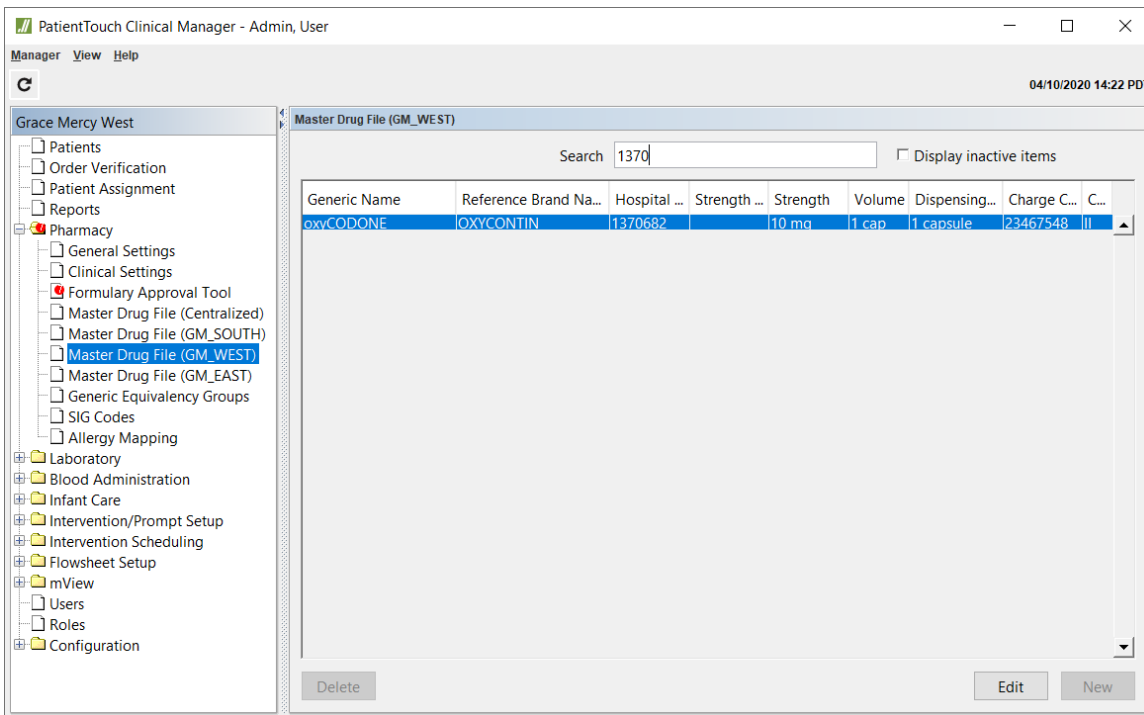 PatientTouch Clinical Manager - Admin, User
Manager View Help
04/10/2020 14:22 PD
Grace Mercy West
Patients
Order Verification
Patient Assignment
Reports
Pharmacy
General Settings
Clinical Settings
Formulary Approval Tool
Master Drug File (Centralized)
Master Drug File (GM_SOUTH)
Master Drug File (GM_WEST)
Master Drug File (GM_EAST)
Generic Equivalency Groups
SIG Codes
Allergy Mapping
Laboratory
Blood Administration
Infant Care
Intervention/Prompt Setup
Intervention Scheduling
Flowsheet Setup
mView
Users
Roles
Configuration
Master Drug File (GM_WEST)
Search 1370 Display inactive items
Generic Name Reference Brand Na... Hospital ... Strength ... Strength Volume Dispensing... Charge C... C...
oxyCODONE OXYCONTIN 1370682 10 mg 1 cap 1 capsule 23467548 II
Delete Edit New